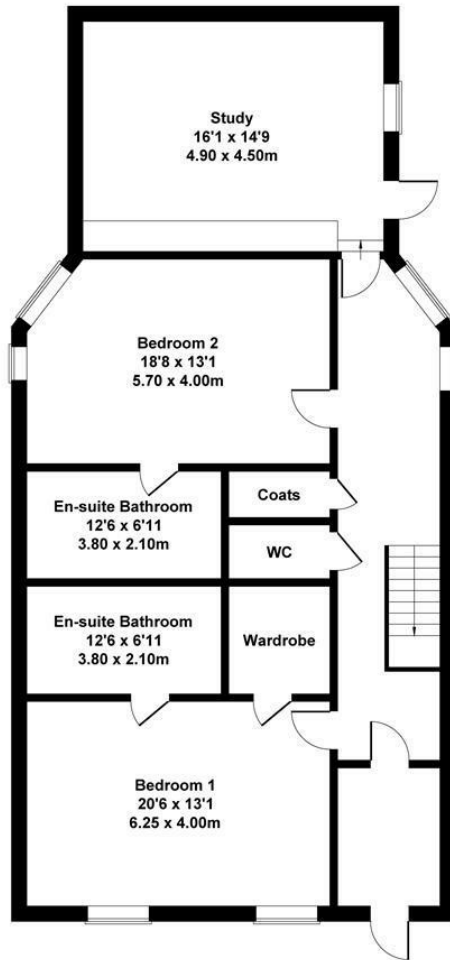 Study
16'1 x 14'9
4.90 x 4.50m
Bedroom 2
18'8 x 13'1
5.70 x 4.00m
En-suite Bathroom
12'6 x 6'11
3.80 x 2.10m
Coats
WC
En-suite Bathroom
12'6 x 6'11
3.80 x 2.10m
Wardrobe
Bedroom 1
20'6 x 13'1
6.25 x 4.00m